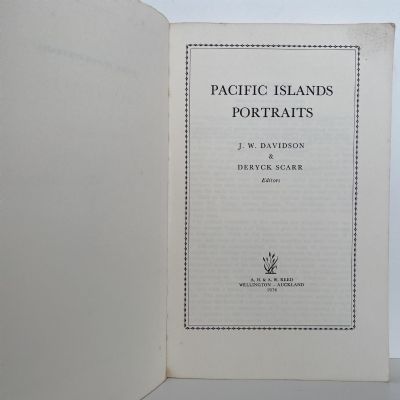 PACIFIC ISLANDS
PORTRAITS
J. W. DAVIDSON
&
DERYCK SCARR
Editors
A. H. & A. W. REED
WELLINGTON – AUCKLAND